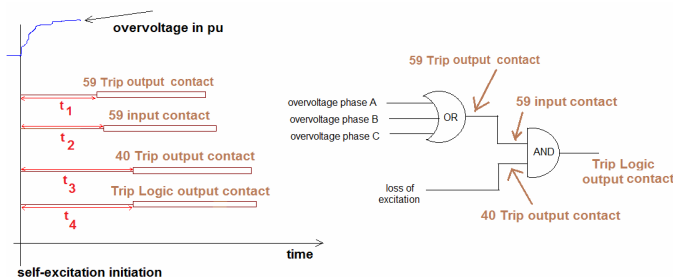 overvoltage in pu
59 Trip output contact
t1
59 input contact
t2
40 Trip output contact
t3
Trip Logic output contact
t4
time
self-excitation initiation
59 Trip output contact
overvoltage phase A
overvoltage phase B
overvoltage phase C
OR
59 input contact
AND
Trip Logic
output contact
loss of
excitation
40 Trip output contact